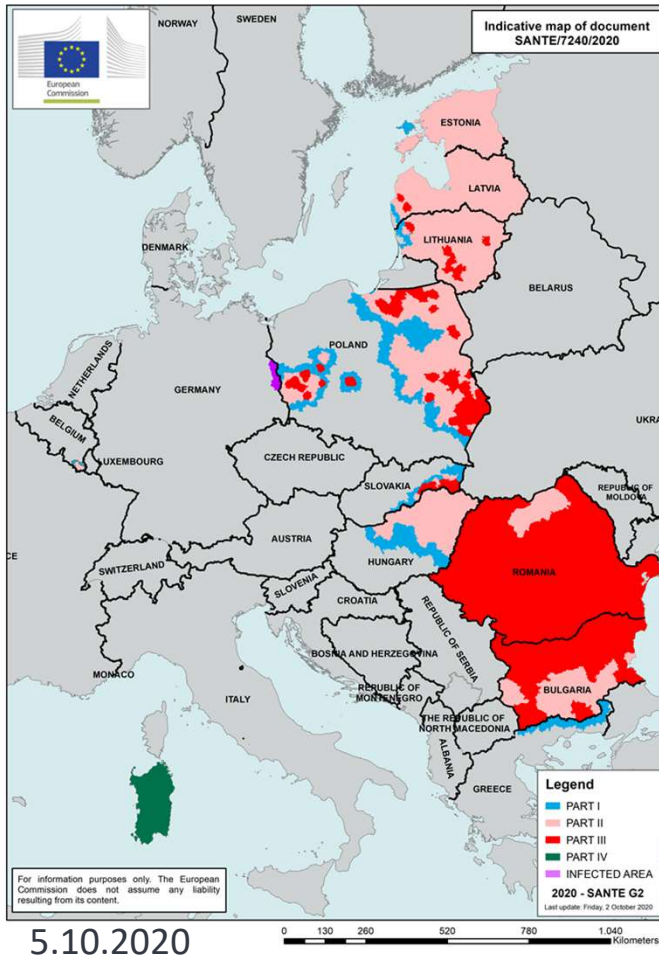 Indicative map of document
SANTE/7240/2020
European
Commission
NORWAY
SWEDEN
ESTONIA
LATVIA
LITHUANIA
DENMARK
BELARUS
NETHERLANDS
POLAND
GERMANY
BELGIUM
UKRA
LUXEMBOURG
CZECH REPUBLIC
SLOVAKIA
REPUBLIC OF
MOLDOVA
AUSTRIA
CE
HUNGARY
SWITZERLAND
ROMANIA
SLOVENIA
CROATIA
REPUBLIC OF SERBIA
BOSNIA AND HERZEGOVINA
MONACO
BULGARIA
ITALY
REPUBLIC OF
MONTENEGRO
THE REPUBLIC OF
NORTH MACEDONIA
ALBANIA
GREECE
Legend
PART I
PART II
PART III
PART IV
INFECTED AREA
2020 - SANTE G2
Last update: Friday, 2 October 2020
For information purposes only. The European
Commission does not assume any liability
resulting from its content.
5.10.2020
0 130 260 520 780 1.040
Kilometers